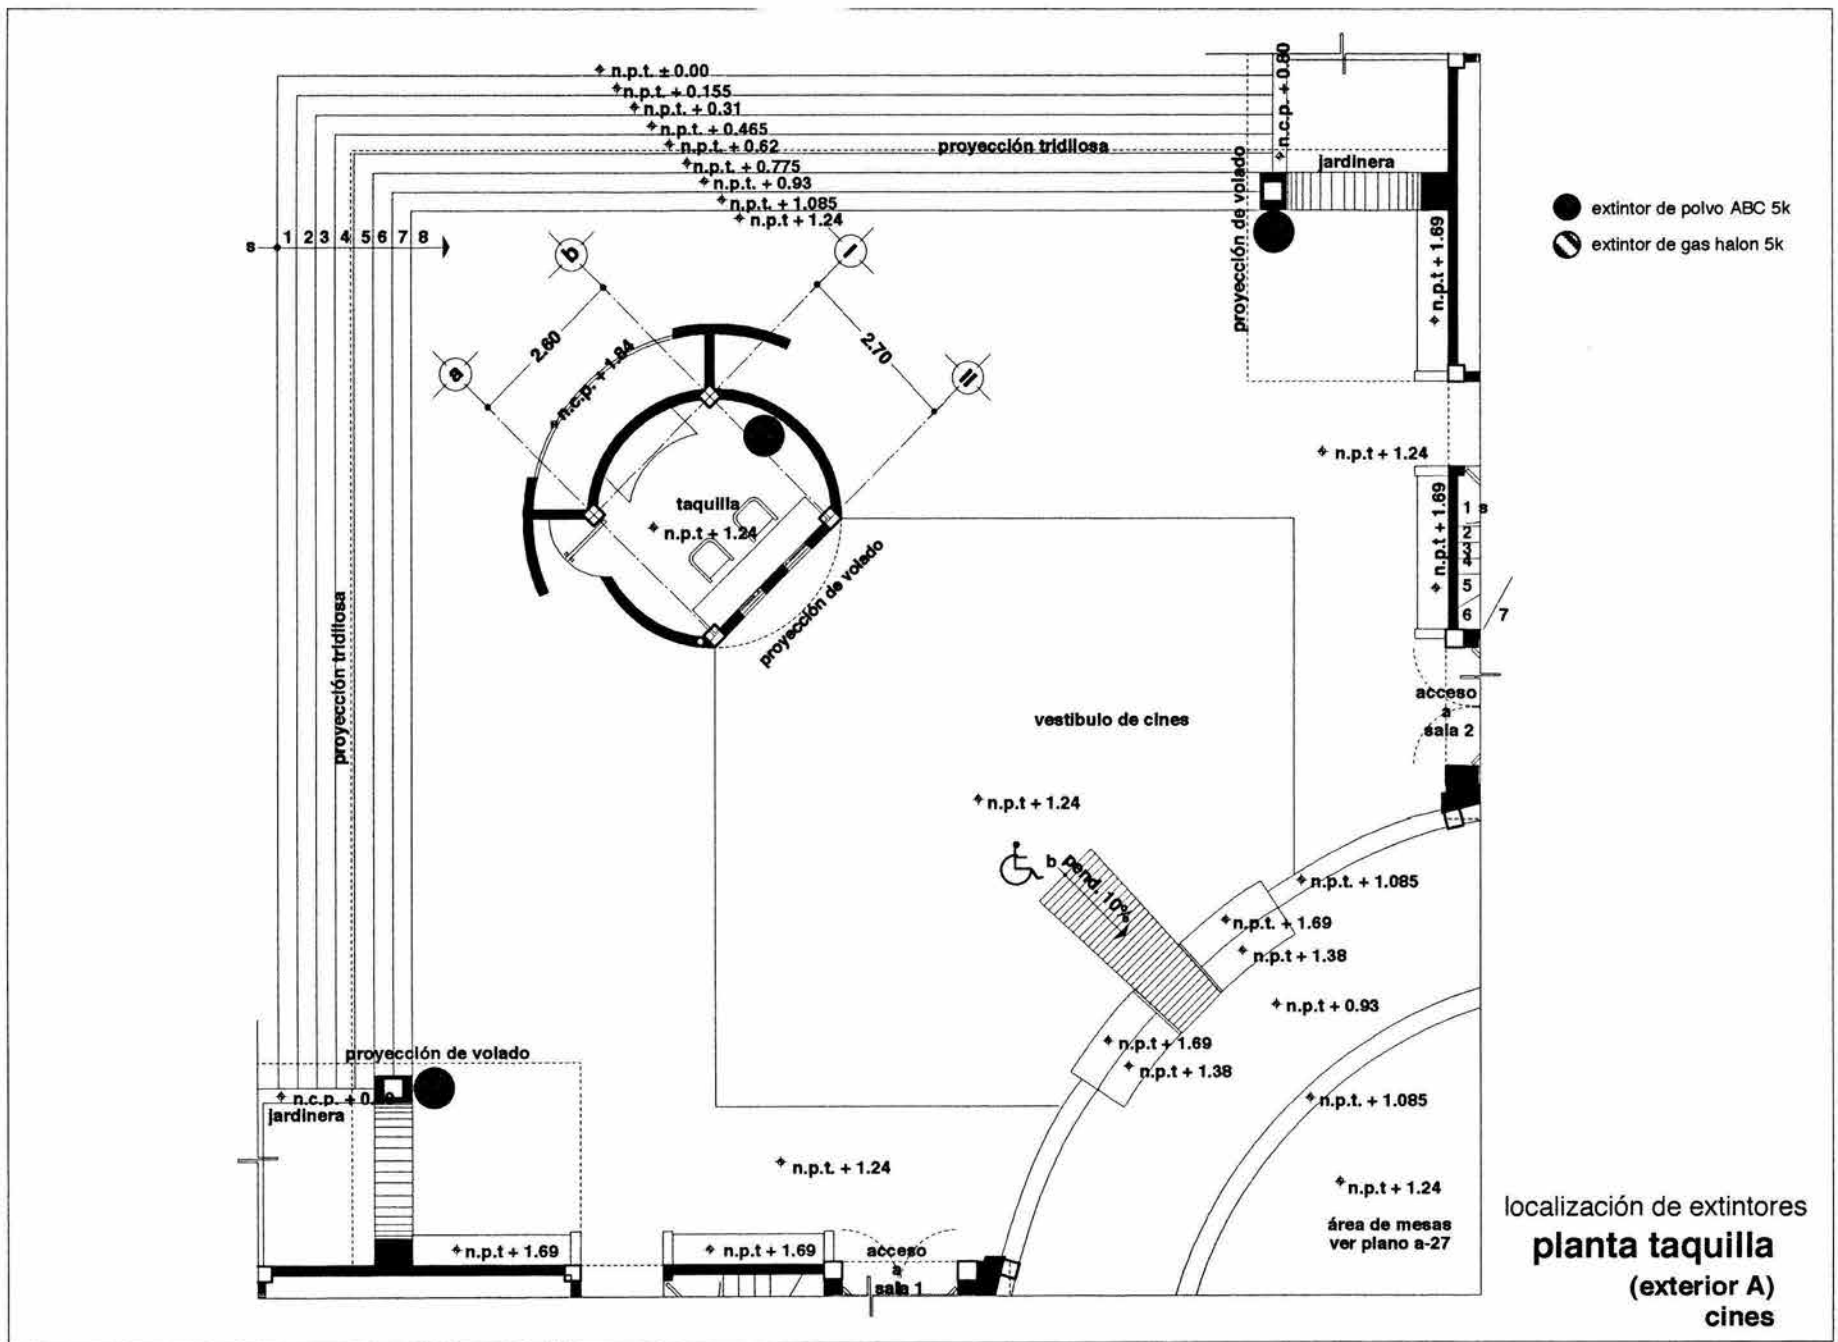 n.p.t. ± 0.00
n.p.t. + 0.155
n.p.t. + 0.31
n.p.t. + 0.465
n.p.t. + 0.62
n.p.t. + 0.775
n.p.t. + 0.93
n.p.t. + 1.085
n.p.t + 1.24
proyección tridilosa
n.c.p. + 0.80
jardinera
proyección de volado
n.p.t + 1.69
extintor de polvo ABC 5k
extintor de gas halon 5k
s 1 2 3 4 5 6 7 8
b
I
a
II
2.60
2.70
n.c.p. + 1.84
taquilla
n.p.t + 1.24
proyección de volado
n.p.t + 1.24
n.p.t + 1.69
1 s
2
3
4
5
6 7
proyección tridilosa
acceso
a
sala 2
vestibulo de cines
n.p.t + 1.24
b pend. 10%
n.p.t. + 1.085
n.p.t. + 1.69
n.p.t + 1.38
n.p.t + 0.93
n.p.t + 1.69
n.p.t + 1.38
n.p.t. + 1.085
proyección de volado
n.c.p. +
jardinera
n.p.t. + 1.24
n.p.t + 1.24
área de mesas
ver plano a-27
n.p.t + 1.69
n.p.t + 1.69
acceso
a
sala 1
localización de extintores
planta taquilla
(exterior A)
cines